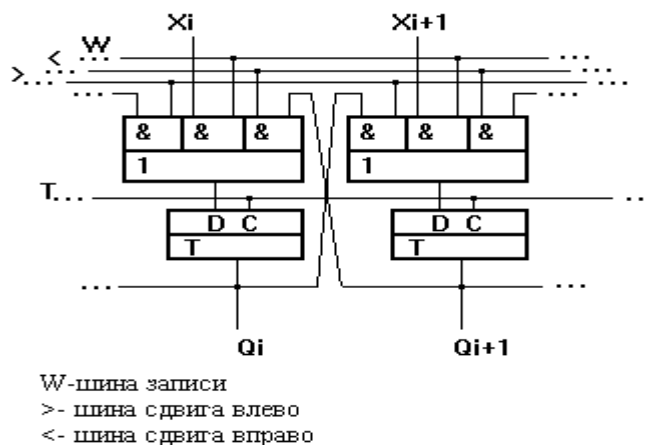 Xi Xi+1
< ... W ...
>... ...
... ...
& & & & & &
1 1
T... ..
D C D C
T T
... ...
Qi Qi+1
W-шина записи
>- шина сдвига влево
<- шина сдвига вправо